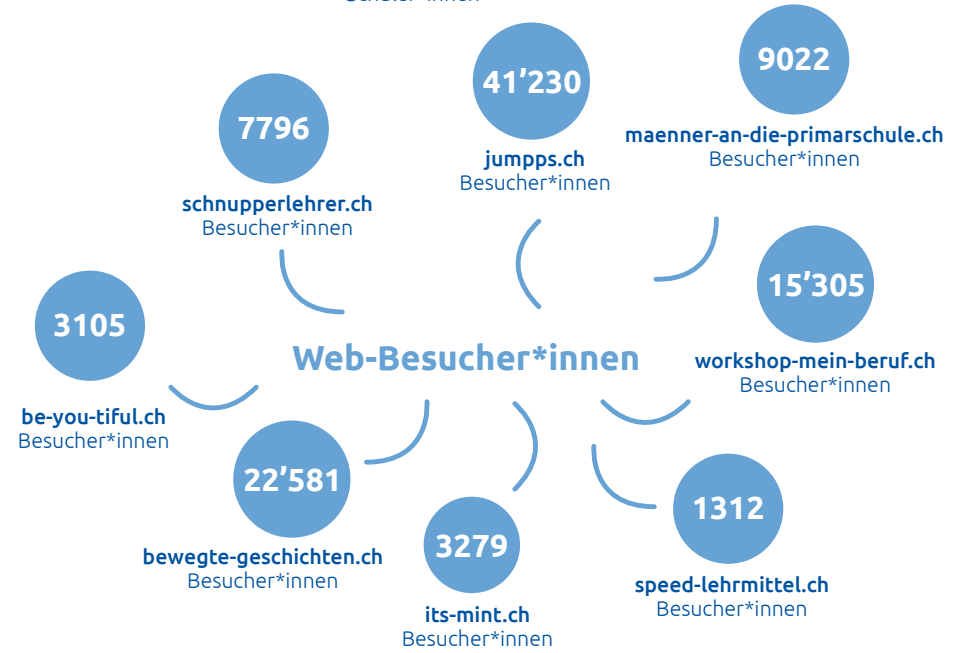 41’230
jumpps.ch
Besucher*innen
9022
maenner-an-die-primarschule.ch
Besucher*innen
7796
schnupperlehrer.ch
Besucher*innen
15’305
workshop-mein-beruf.ch
Besucher*innen
3105
be-you-tiful.ch
Besucher*innen
Web-Besucher*innen
22’581
bewegte-geschichten.ch
Besucher*innen
3279
its-mint.ch
Besucher*innen
1312
speed-lehrmittel.ch
Besucher*innen